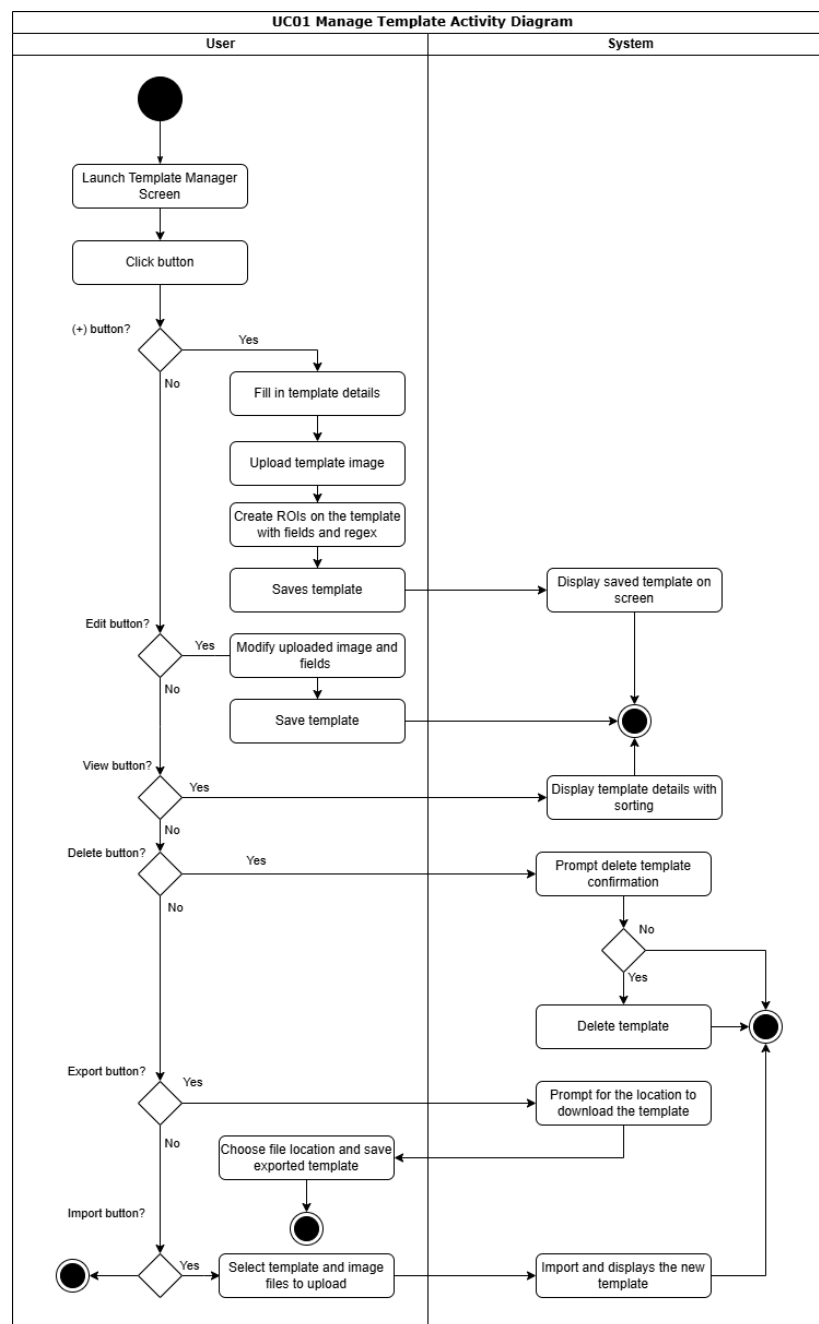 UC01 Manage Template Activity Diagram
User
System
Launch Template Manager
Screen
Click button
(+) button?
Yes
No
Fill in template details
Upload template image
Create ROIs on the template
with fields and regex
Saves template
Display saved template on
screen
Edit button?
Yes
No
Modify uploaded image and
fields
Save template
View button?
Yes
No
Display template details with
sorting
Delete button?
Yes
No
Prompt delete template
confirmation
No
Yes
Delete template
Export button?
Yes
No
Prompt for the location to
download the template
Choose file location and save
exported template
Import button?
Yes
Select template and image
files to upload
Import and displays the new
template